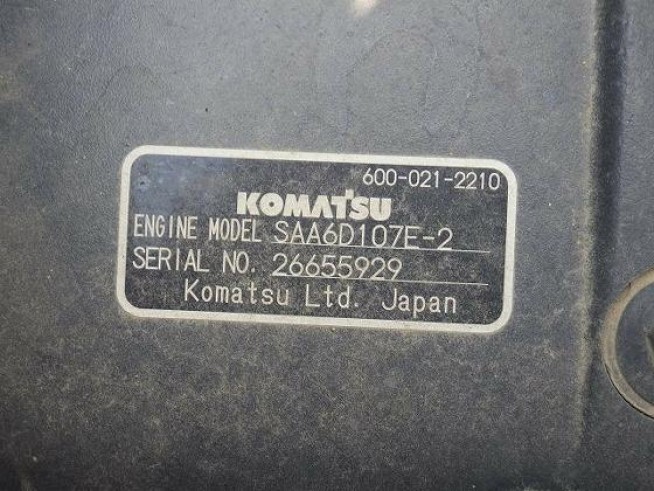 600-021-2210
KOMATSU
ENGINE MODEL SAA6D107E-2
SERIAL NO. 26655929
Komatsu Ltd. Japan